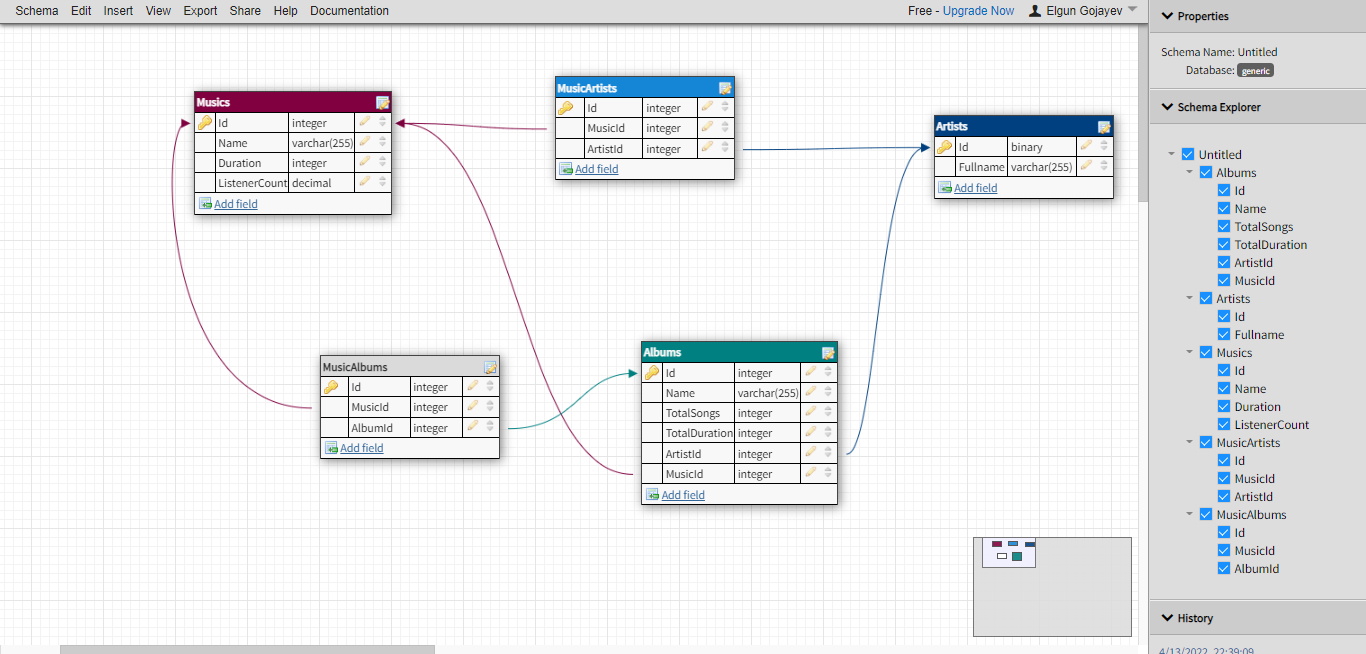 Schema Edit Insert View Export Share Help Documentation
Free - Upgrade Now Elgun Gojayev
Musics
Id integer
Name varchar(255)
Duration integer
ListenerCount decimal
Add field
MusicArtists
Id integer
MusicId integer
ArtistId integer
Add field
Artists
Id binary
Fullname varchar(255)
Add field
MusicAlbums
Id integer
MusicId integer
AlbumId integer
Add field
Albums
Id integer
Name varchar(255)
TotalSongs integer
TotalDuration integer
ArtistId integer
MusicId integer
Add field
Properties
Schema Name: Untitled
Database: generic
Schema Explorer
Untitled
Albums
Id
Name
TotalSongs
TotalDuration
ArtistId
MusicId
Artists
Id
Fullname
Musics
Id
Name
Duration
ListenerCount
MusicArtists
Id
MusicId
ArtistId
MusicAlbums
Id
MusicId
AlbumId
History
4/13/2022, 22:39:09